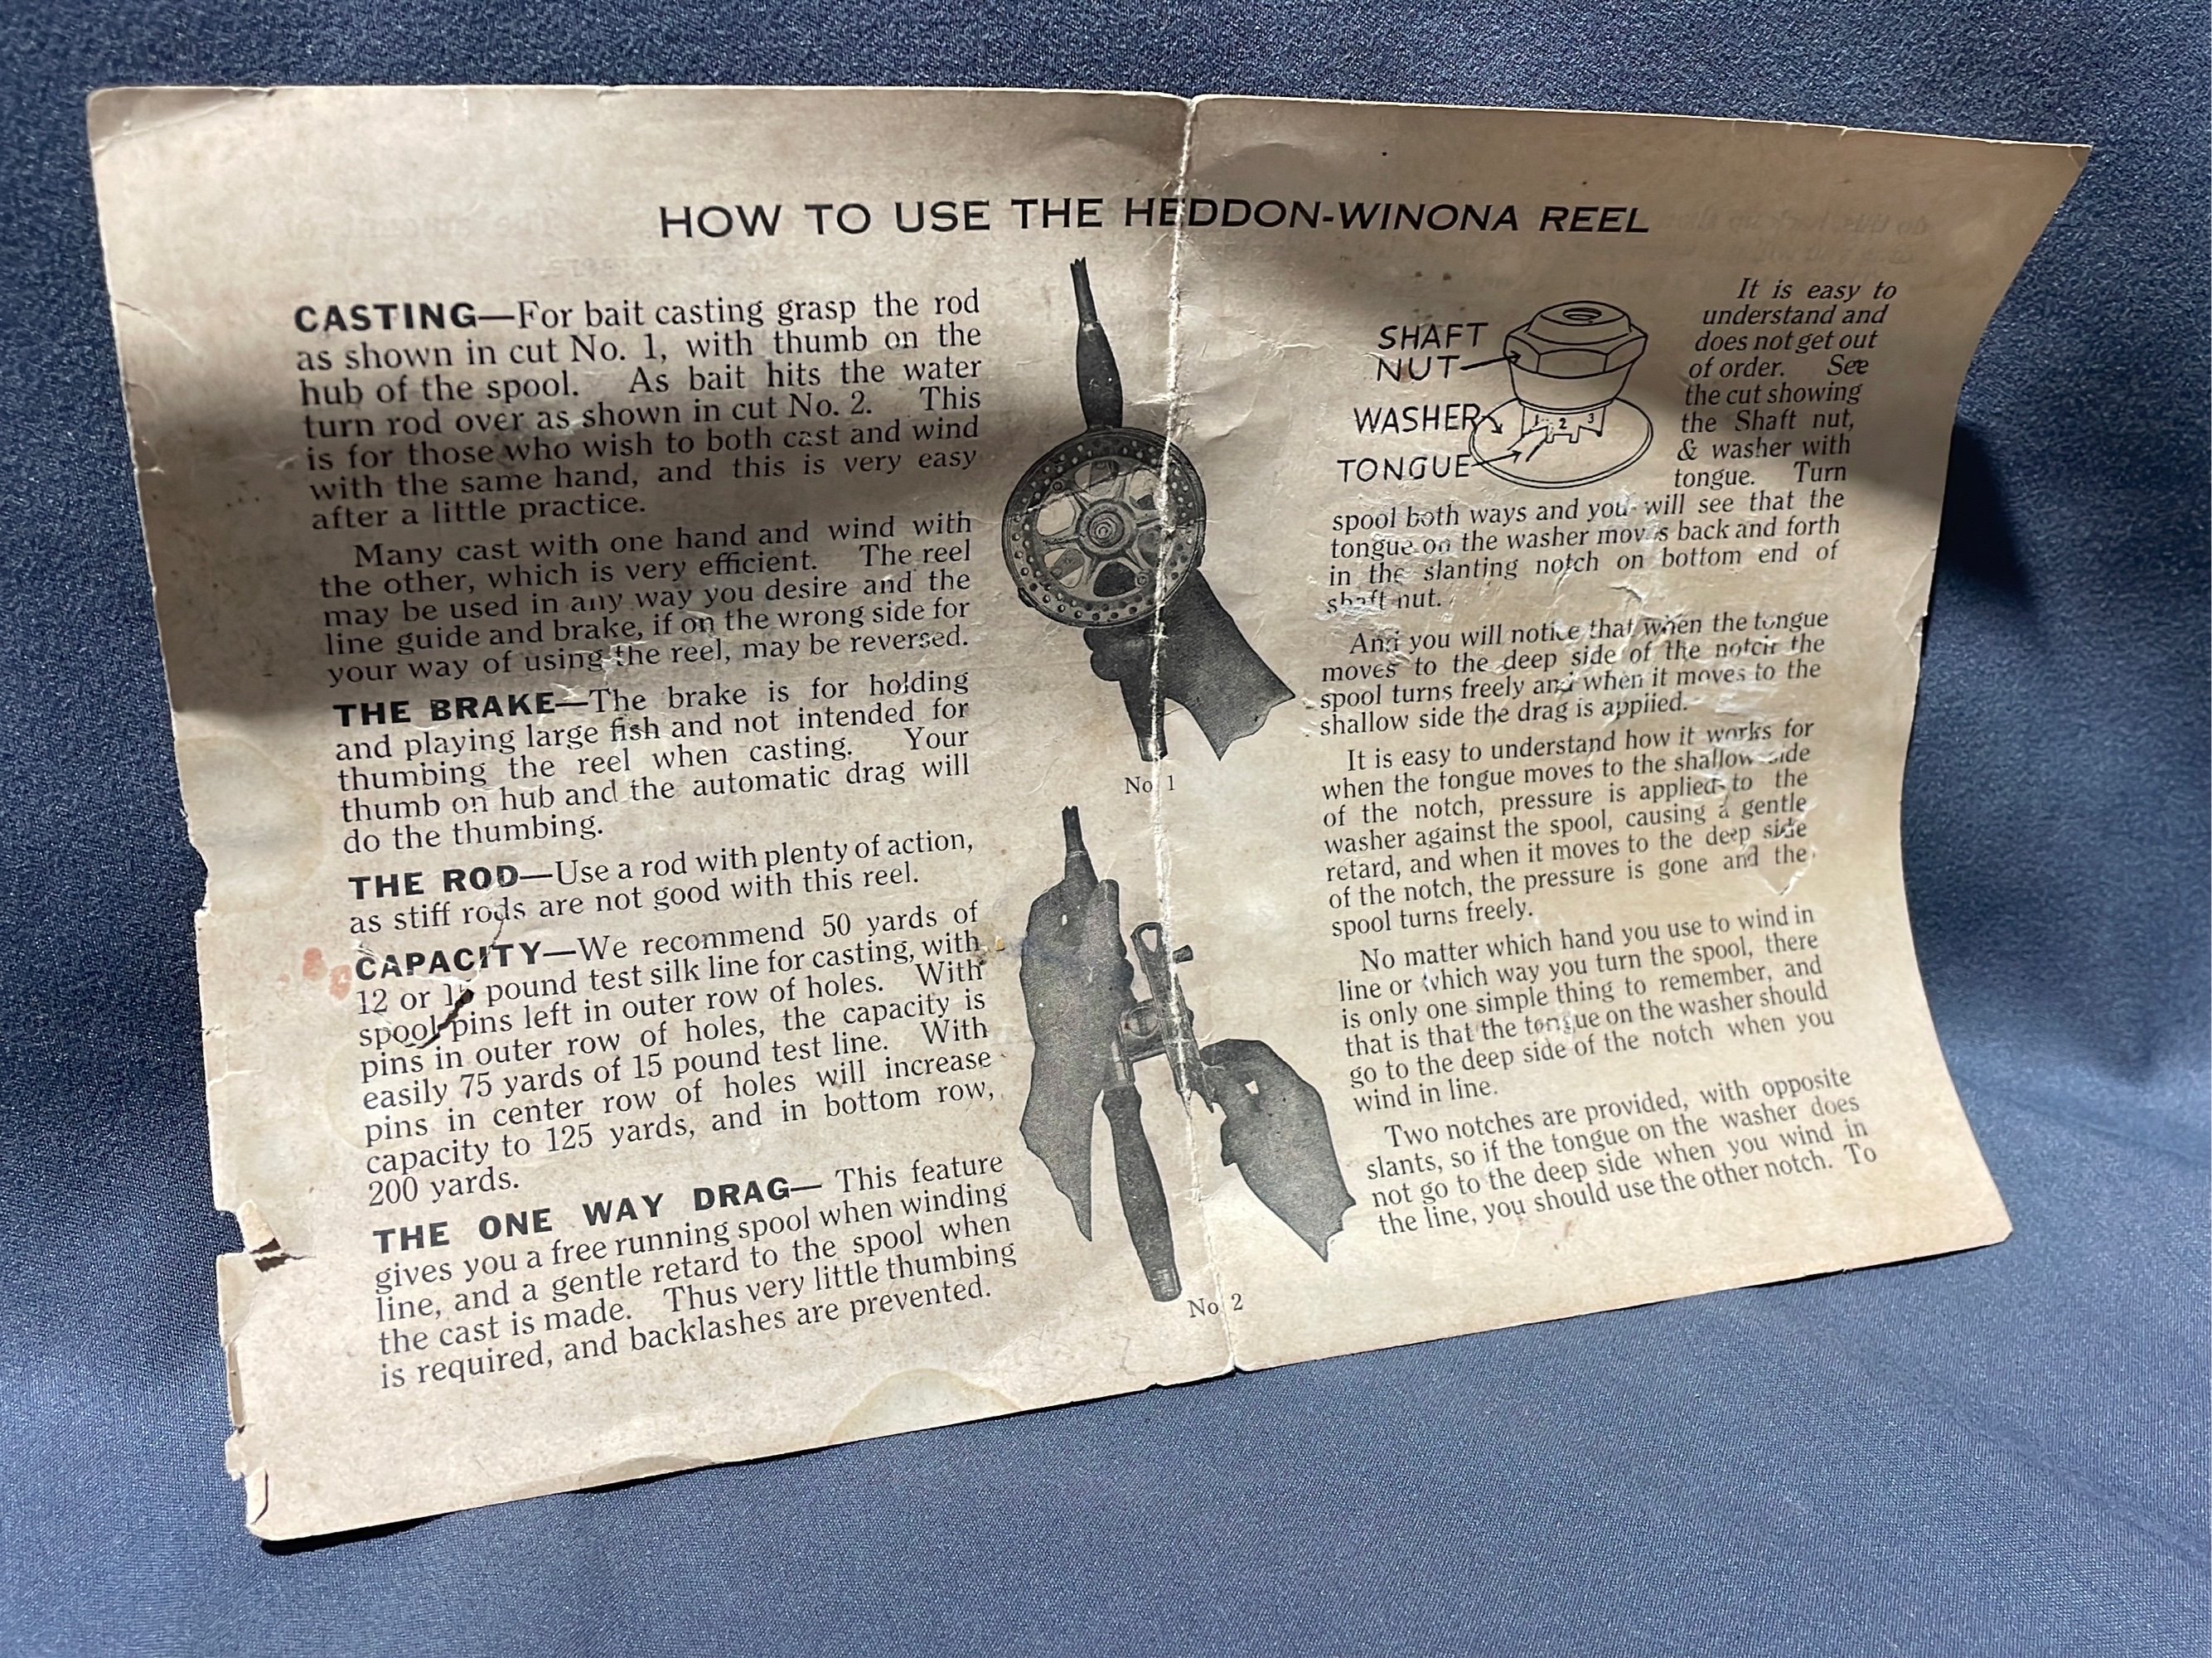 HOW TO USE THE HEDDON-WINONA REEL
CASTING—For bait casting grasp the rod
as shown in cut No. 1, with thumb on the
hub of the spool. As bait hits the water
turn rod over as shown in cut No. 2. This
is for those who wish to both cast and wind
with the same hand, and this is very easy
after a little practice.
Many cast with one hand and wind with
the other, which is very efficient. The reel
may be used in any way you desire and the
line guide and brake, if on the wrong side for
your way of using the reel, may be reversed.
THE BRAKE—The brake is for holding
and playing large fish and not intended for
thumbing the reel when casting. Your
thumb on hub and the automatic drag will
do the thumbing.
THE ROD—Use a rod with plenty of action,
as stiff rods are not good with this reel.
CAPACITY—We recommend 50 yards of
12 or pound test silk line for casting, with
spool pins left in outer row of holes. With
pins in outer row of holes, the capacity is
easily 75 yards of 15 pound test line. With
pins in center row of holes will increase
capacity to 125 yards, and in bottom row,
200 yards.
THE ONE WAY DRAG— This feature
gives you a free running spool when winding
line, and a gentle retard to the spool when
the cast is made. Thus very little thumbing
is required, and backlashes are prevented.
No 1
No 2
SHAFT
NUT
WASHER
TONGUE
1 2 3
It is easy to
understand and
does not get out
of order. See
the cut showing
the Shaft nut,
& washer with
tongue. Turn
spool both ways and you will see that the
tongue on the washer moves back and forth
in the slanting notch on bottom end of
shaft nut.
And you will notice that when the tongue
moves to the deep side of the notch the
spool turns freely and when it moves to the
shallow side the drag is applied.
It is easy to understand how it works for
when the tongue moves to the shallow side
of the notch, pressure is applied to the
washer against the spool, causing a gentle
retard, and when it moves to the deep side
of the notch, the pressure is gone and the
spool turns freely.
No matter which hand you use to wind in
line or which way you turn the spool, there
is only one simple thing to remember, and
that is that the tongue on the washer should
go to the deep side of the notch when you
wind in line.
Two notches are provided, with opposite
slants, so if the tongue on the washer does
not go to the deep side when you wind in
the line, you should use the other notch. To